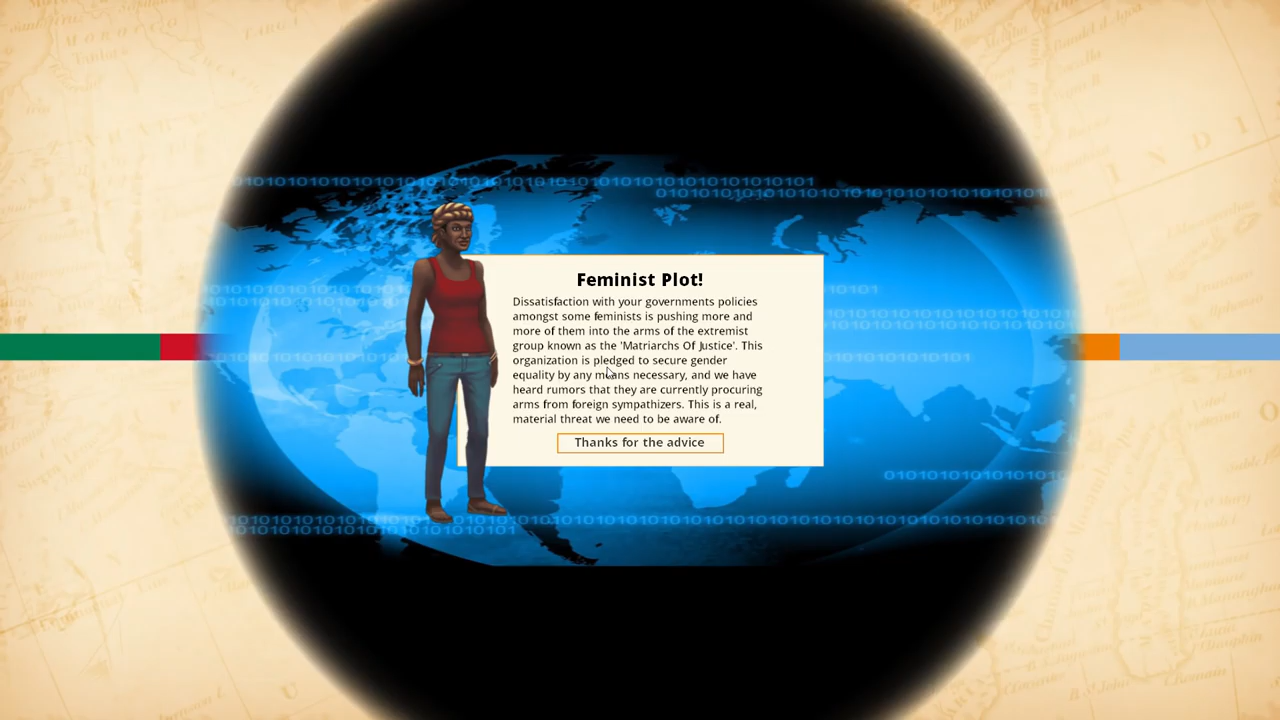 Feminist Plot!
Dissatisfaction with your governments policies
amongst some feminists is pushing more and
more of them into the arms of the extremist
group known as the 'Matriarchs Of Justice'. This
organization is pledged to secure gender
equality by any means necessary, and we have
heard rumors that they are currently procuring
arms from foreign sympathizers. This is a real,
material threat we need to be aware of.
Thanks for the advice